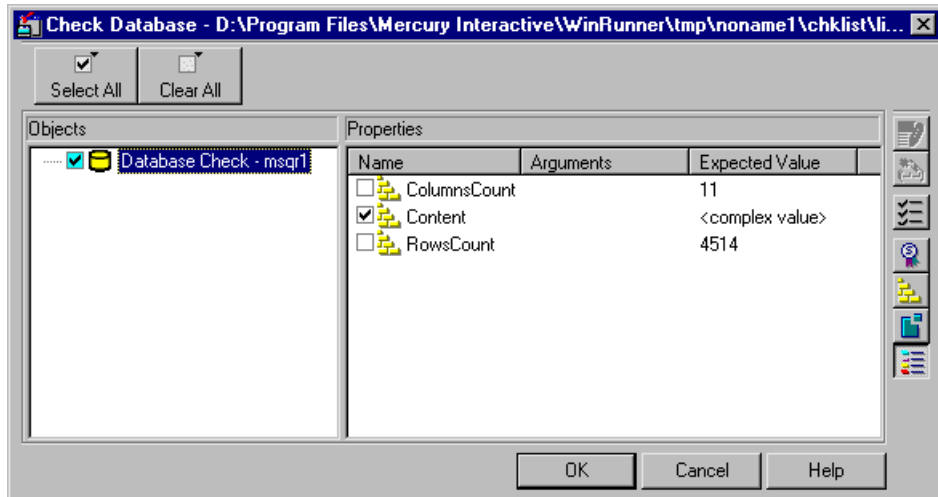 Check Database - D:\Program Files\Mercury Interactive\WinRunner\tmp\noname1\chklist\li...
Select All Clear All
Objects Properties
Database Check - msqr1 Name Arguments Expected Value
ColumnsCount 11
Content <complex value>
RowsCount 4514
OK Cancel Help